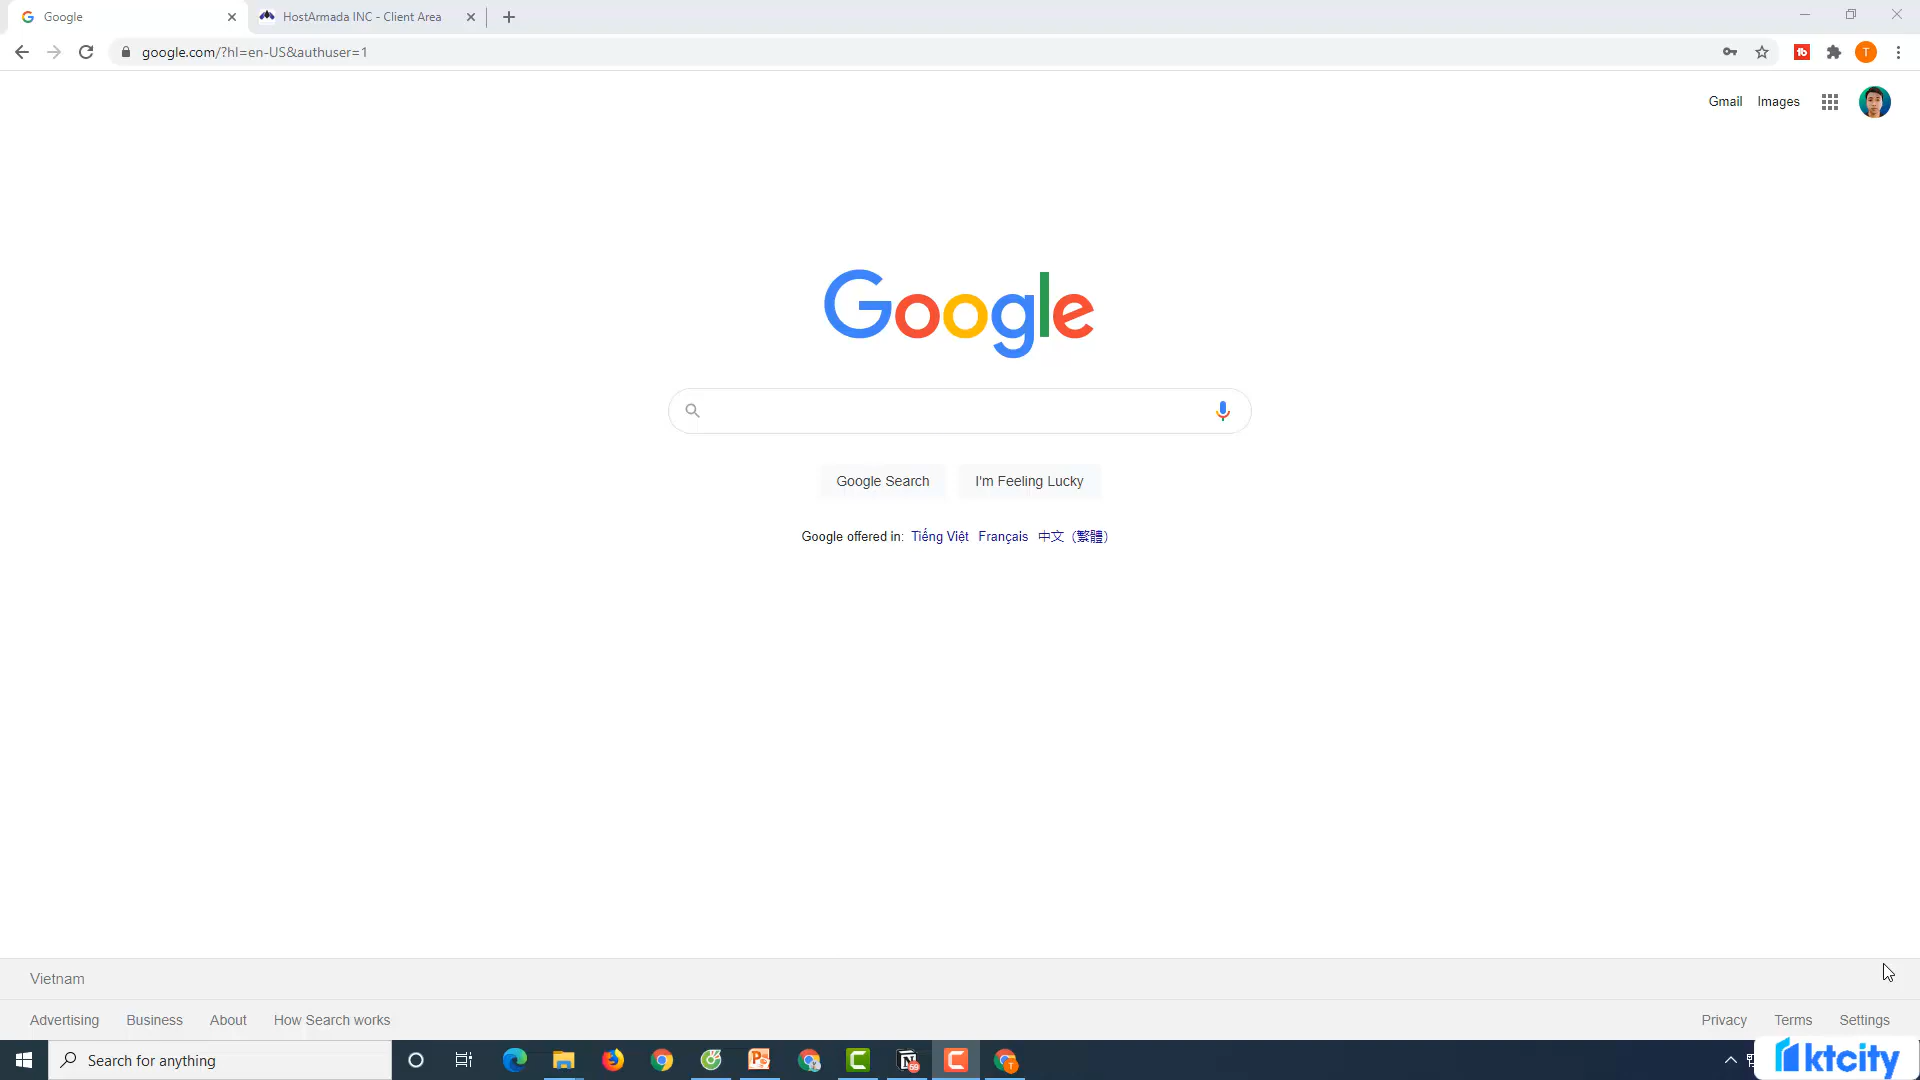 Google
HostArmada INC - Client Area
google.com/?hl=en-US&authuser=1
T
Gmail
Images
Google
Google Search
I'm Feeling Lucky
Google offered in: Tiếng Việt Français 中文（繁體）
Vietnam
Advertising
Business
About
How Search works
Privacy
Terms
Settings
Search for anything
59
T
ktcity